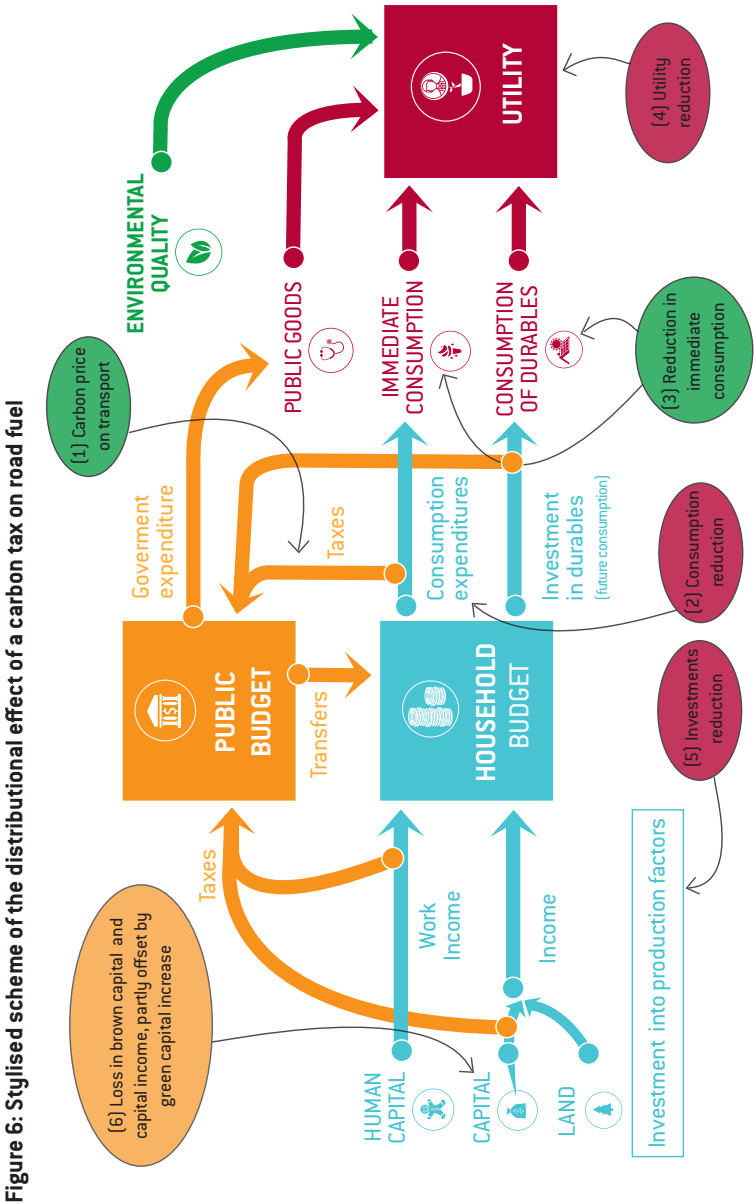 Figure 6: Stylised scheme of the distributional effect of a carbon tax on road fuel
(6) Loss in brown capital and
capital income, partly offset by
green capital increase
Taxes
HUMAN
CAPITAL
Work
Income
CAPITAL
Income
LAND
Investment into production factors
(5) Investments
reduction
PUBLIC
BUDGET
Transfers
HOUSEHOLD
BUDGET
Goverment
expenditure
(1) Carbon price
on transport
Taxes
Consumption
expenditures
Investment
in durables
(future consumption)
(2) Consumption
reduction
ENVIRONMENTAL
QUALITY
PUBLIC GOODS
IMMEDIATE
CONSUMPTION
CONSUMPTION
OF DURABLES
(3) Reduction in
immediate
consumption
UTILITY
(4) Utility
reduction